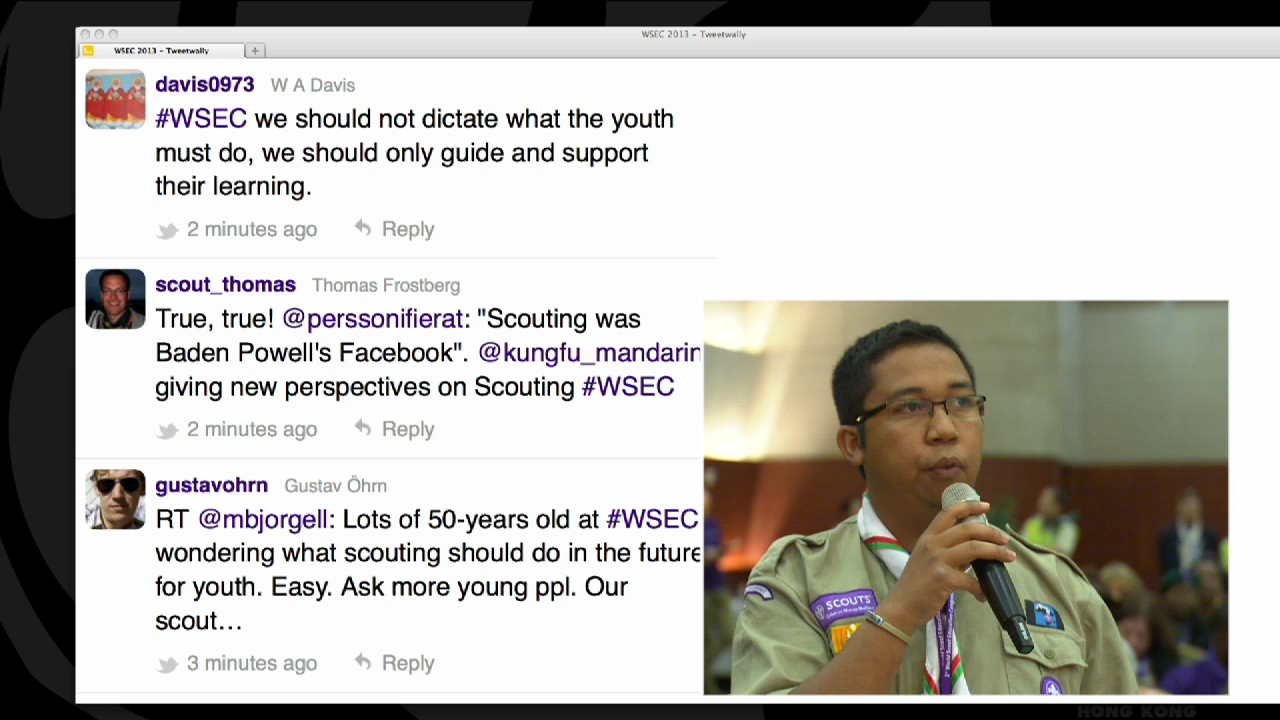 WSEC 2013 – Tweetwally
WSEC 2013 – Tweetwally
davis0973 W A Davis
#WSEC we should not dictate what the youth
must do, we should only guide and support
their learning.
2 minutes ago Reply
scout_thomas Thomas Frostberg
True, true! @perssonifierat: "Scouting was
Baden Powell's Facebook". @kungfu_mandarin
giving new perspectives on Scouting #WSEC
2 minutes ago Reply
gustavohrn Gustav Öhrn
RT @mbjorgell: Lots of 50-years old at #WSEC
wondering what scouting should do in the future
for youth. Easy. Ask more young ppl. Our
scout…
3 minutes ago Reply
SCOUTS
HONG KONG